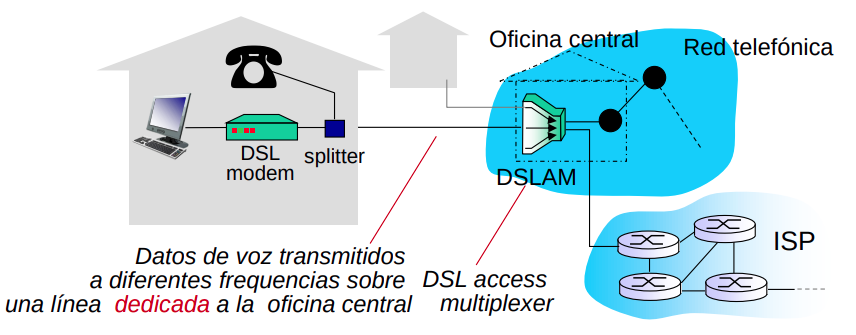 Oficina central
Red telefónica
DSL
modem
splitter
DSLAM
ISP
Datos de voz transmitidos
a diferentes frequencias sobre
una línea dedicada a la oficina central
DSL access
multiplexer